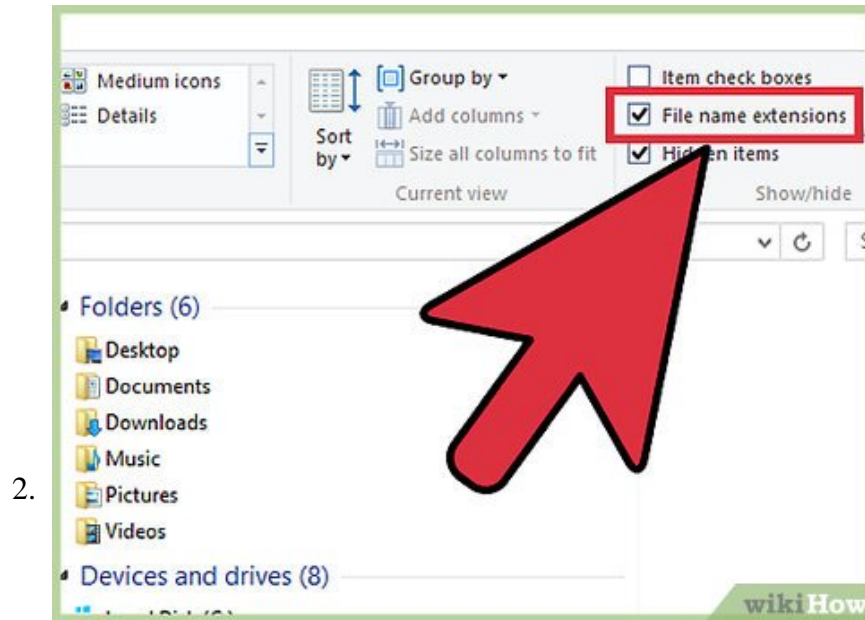 Medium icons
Details
Sort by
Group by
Add columns
Size all columns to fit
Current view
Item check boxes
File name extensions
items
Show/hide
Folders (6)
Desktop
Documents
Downloads
Music
2.
Pictures
Videos
Devices and drives (8)
wikiHow